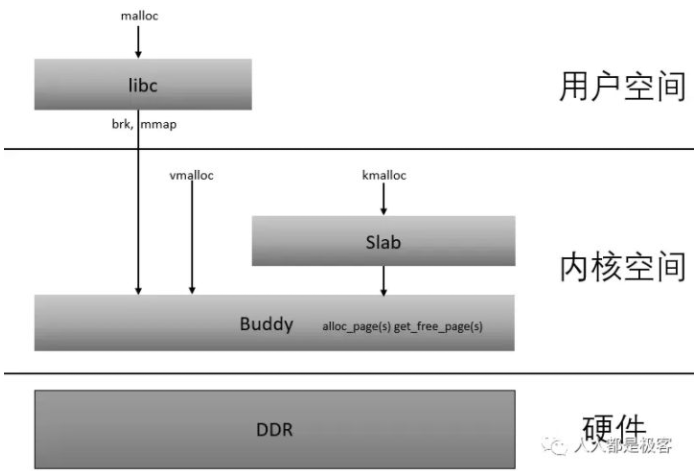 malloc
libc
用户空间
brk, mmap
vmalloc
kmalloc
Slab
内核空间
Buddy alloc_page(s) get_free_page(s)
DDR
硬件
人人都是极客